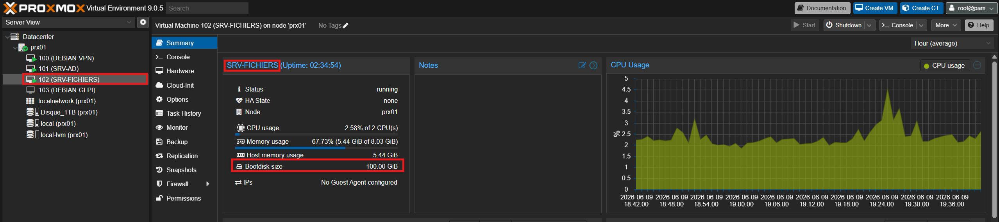 PROXMOX Virtual Environment 9.0.5 Search Documentation Create VM Create CT root@pam
Server View
Virtual Machine 102 (SRV-FICHIERS) on node 'prx01' No Tags Start Shutdown Console More Help
Datacenter
prx01
100 (DEBIAN-VPN)
101 (SRV-AD)
102 (SRV-FICHIERS)
103 (DEBIAN-GLPI)
localnetwork (prx01)
Disque_1TB (prx01)
local (prx01)
local-lvm (prx01)
Summary
Console
Hardware
Cloud-Init
Options
Task History
Monitor
Backup
Replication
Snapshots
Firewall
Permissions
Hour (average)
SRV-FICHIERS (Uptime: 02:34:54)
Status running
HA State none
Node prx01
CPU usage 2.58% of 2 CPU(s)
Memory usage 67.73% (5.44 GiB of 8.03 GiB)
Host memory usage 5.44 GiB
Bootdisk size 100.00 GiB
IPs No Guest Agent configured
Notes
CPU Usage
CPU usage
5
4.5
4
3.5
3
2.5
2
1.5
1
0.5
0
%
2026-06-09 2026-06-09 2026-06-09 2026-06-09 2026-06-09 2026-06-09 2026-06-09 2026-06-09 2026-06-09 2026-06-09
18:42:00 18:48:00 18:54:00 19:00:00 19:06:00 19:12:00 19:18:00 19:24:00 19:30:00 19:36:00